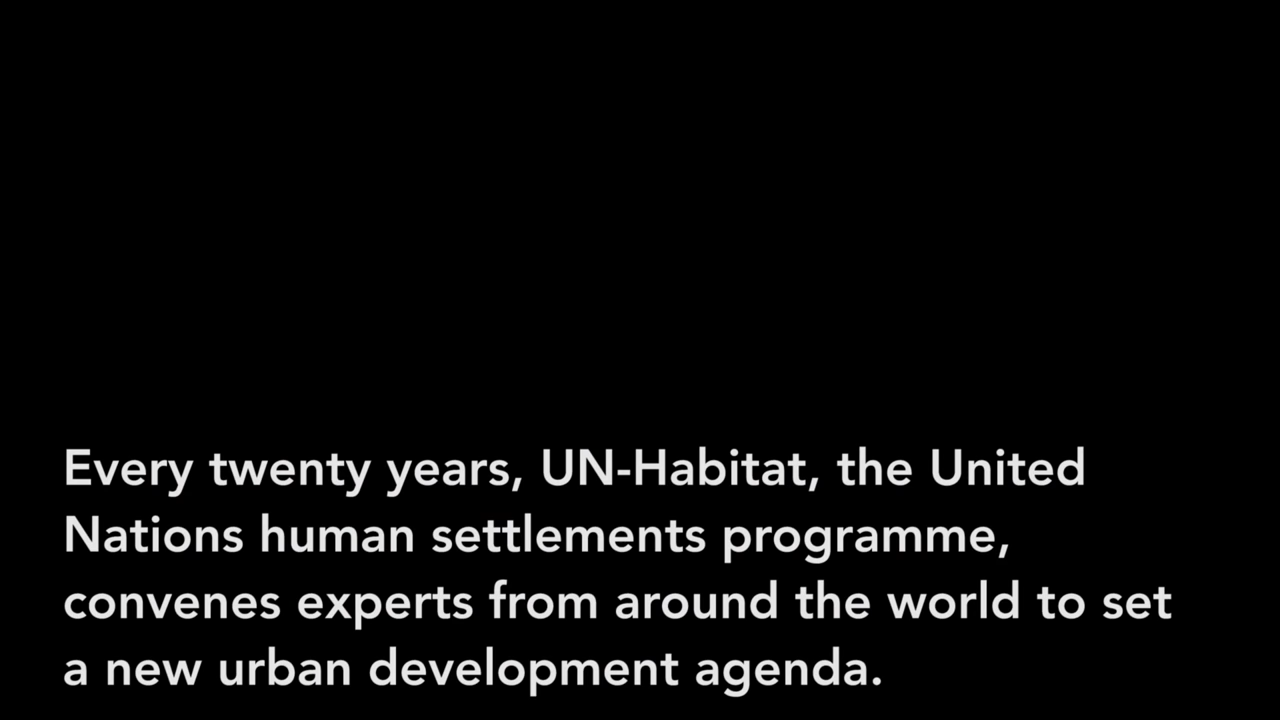 Every twenty years, UN-Habitat, the United
Nations human settlements programme,
convenes experts from around the world to set
a new urban development agenda.